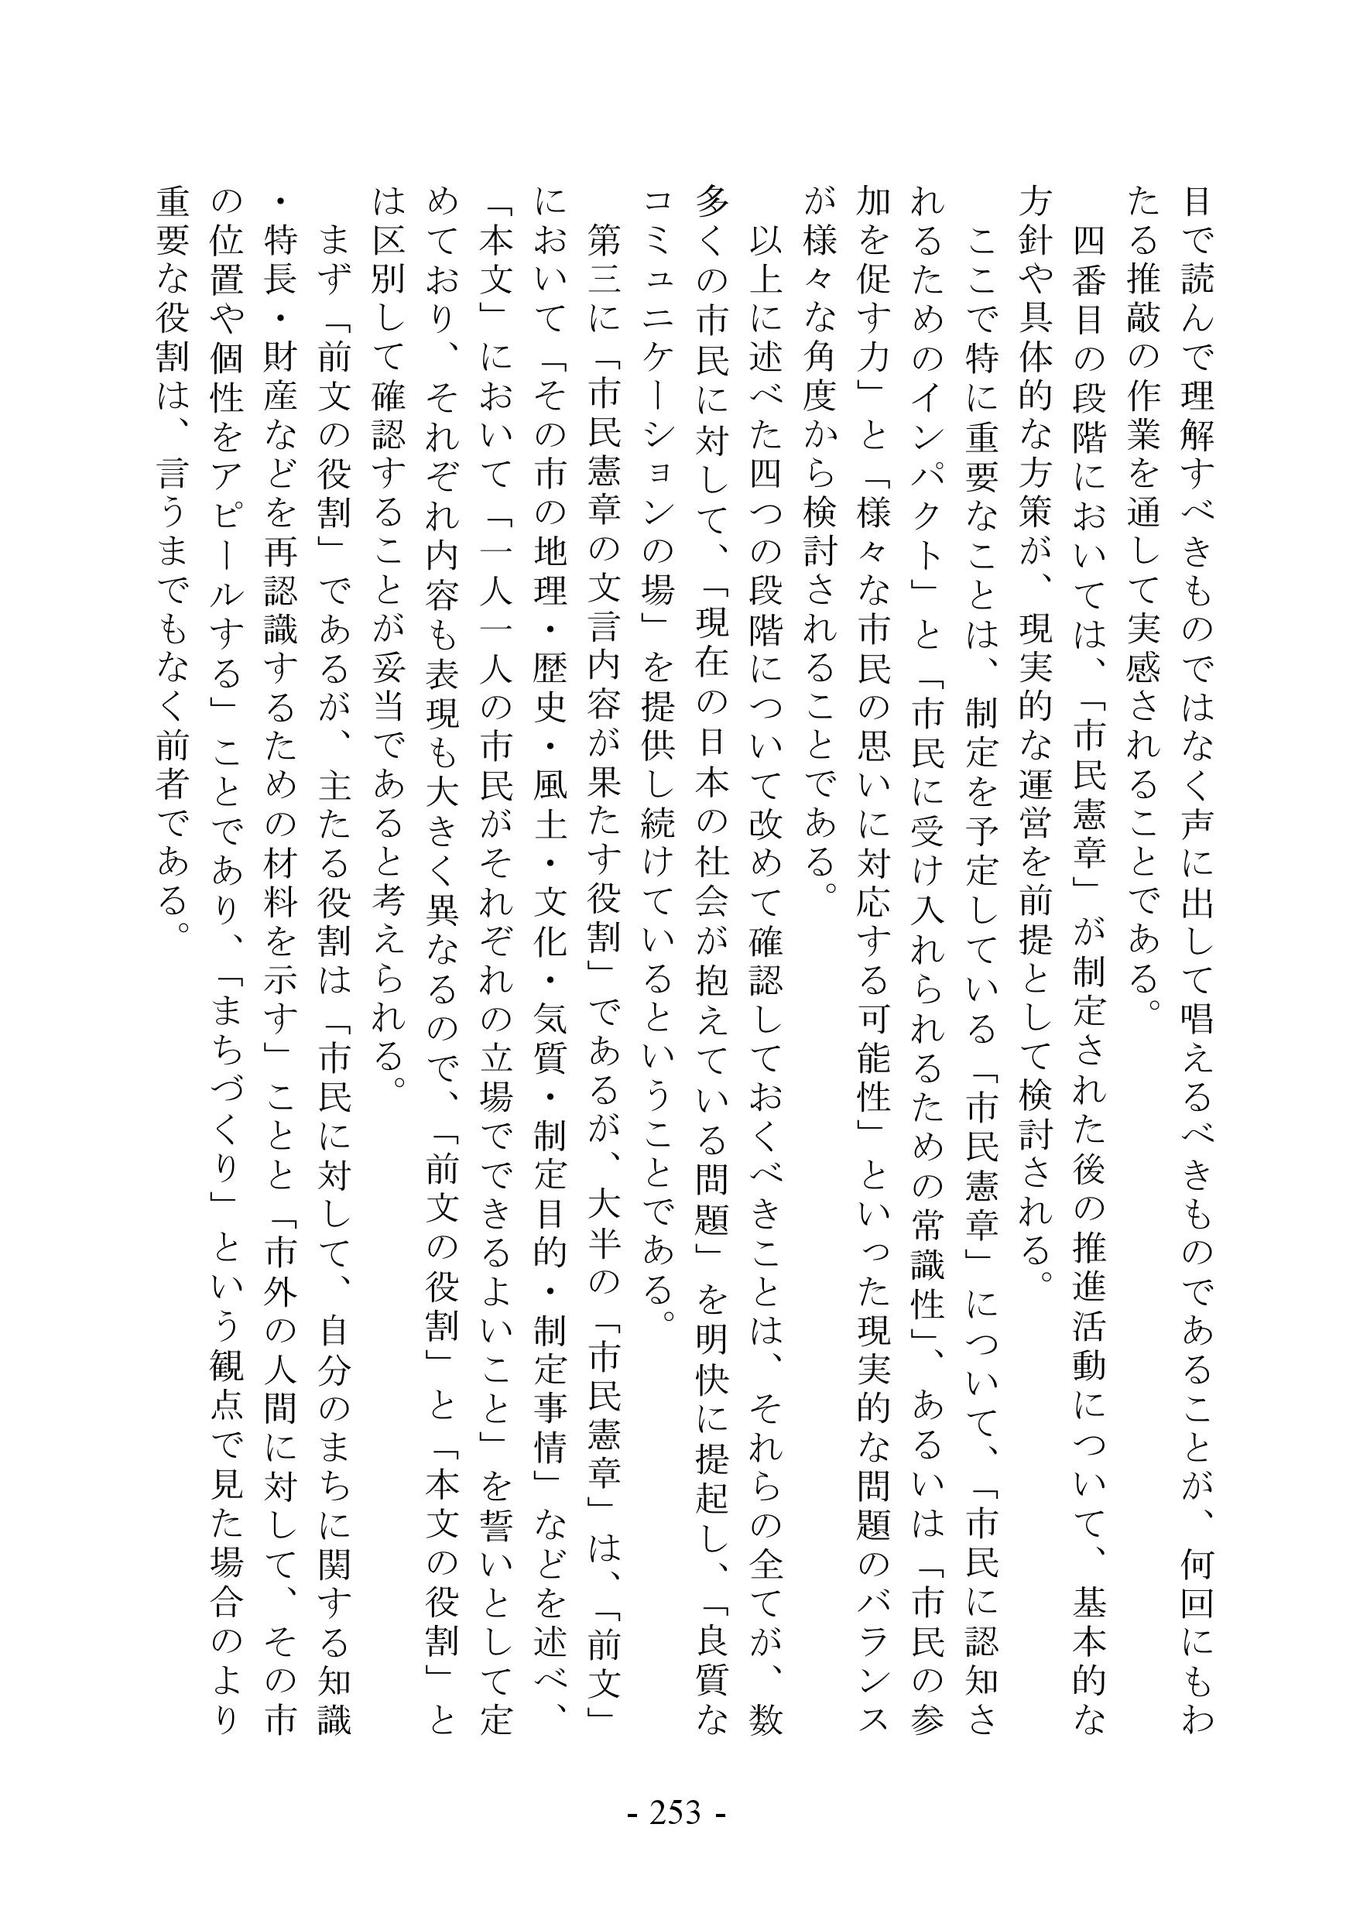 目で読んで理解すべきものではなく声に出して唱えるべきものであることが、何回にもわ
たる推敲の作業を通して実感されることである。
　四番目の段階においては、「市民憲章」が制定された後の推進活動について、基本的な
方針や具体的な方策が、現実的な運営を前提として検討される。
　ここで特に重要なことは、制定を予定している「市民憲章」について、「市民に認知さ
れるためのインパクト」と「市民に受け入れられるための常識性」、あるいは「市民の参
加を促す力」と「様々な市民の思いに対応する可能性」といった現実的な問題のバランス
が様々な角度から検討されることである。
　以上に述べた四つの段階について改めて確認しておくべきことは、それらの全てが、数
多くの市民に対して、「現在の日本の社会が抱えている問題」を明快に提起し、「良質な
コミュニケーションの場」を提供し続けているということである。
　第三に「市民憲章の文言内容が果たす役割」であるが、大半の「市民憲章」は、「前文」
において「その市の地理・歴史・風土・文化・気質・制定目的・制定事情」などを述べ、
「本文」において「一人一人の市民がそれぞれの立場でできるよいこと」を誓いとして定
めており、それぞれ内容も表現も大きく異なるので、「前文の役割」と「本文の役割」と
は区別して確認することが妥当であると考えられる。
　まず「前文の役割」であるが、主たる役割は「市民に対して、自分のまちに関する知識
・特長・財産などを再認識するための材料を示す」ことと「市外の人間に対して、その市
の位置や個性をアピールする」ことであり、「まちづくり」という観点で見た場合のより
重要な役割は、言うまでもなく前者である。
- 253 -